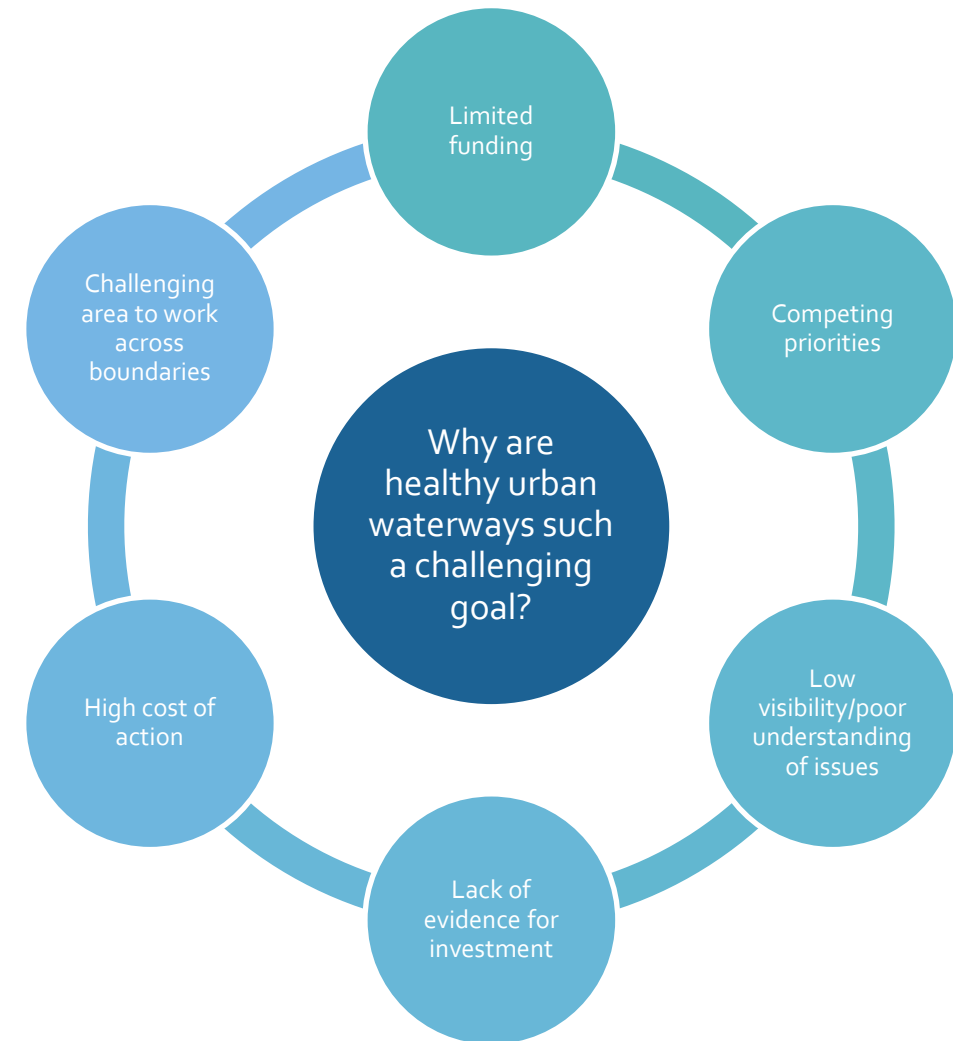 Limited
funding
Competing
priorities
Low
visibility/poor
understanding
of issues
Lack of
evidence for
investment
High cost of
action
Challenging
area to work
across
boundaries
Why are
healthy urban
waterways such
a challenging
goal?